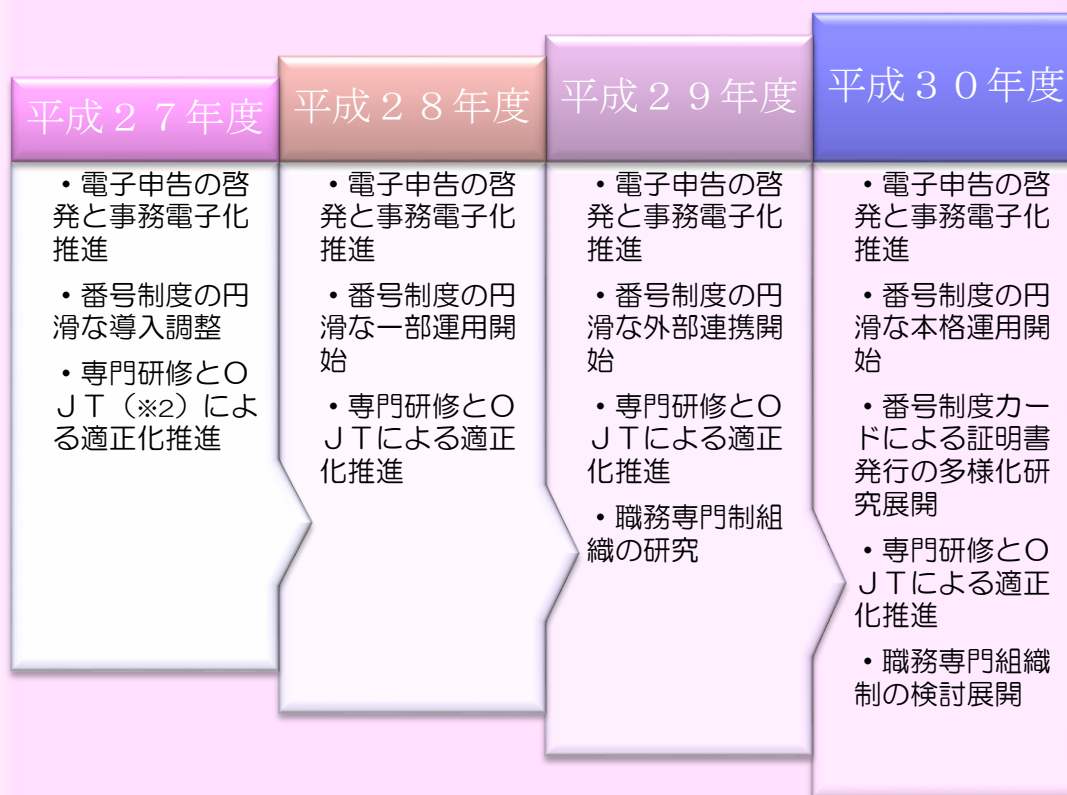 平成２７年度
・電子申告の啓
発と事務電子化
推進
・番号制度の円
滑な導入調整
・専門研修とＯ
ＪＴ（※2）によ
る適正化推進
平成２８年度
・電子申告の啓
発と事務電子化
推進
・番号制度の円
滑な一部運用開
始
・専門研修とＯ
ＪＴによる適正
化推進
平成２９年度
・電子申告の啓
発と事務電子化
推進
・番号制度の円
滑な外部連携開
始
・専門研修とＯ
ＪＴによる適正
化推進
・職務専門制組
織の研究
平成３０年度
・電子申告の啓
発と事務電子化
推進
・番号制度の円
滑な本格運用開
始
・番号制度カー
ドによる証明書
発行の多様化研
究展開
・専門研修とＯ
ＪＴによる適正
化推進
・職務専門組織
制の検討展開